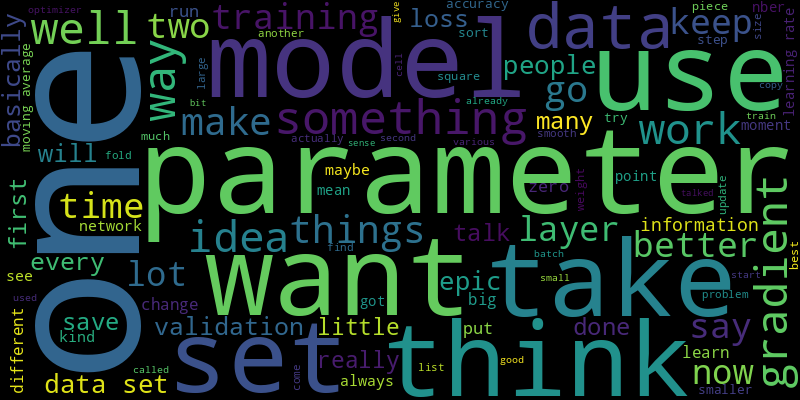 optimizer
give
accuracy
piece
nber
basically
well
run
two
training
another
loss
sort
data
keep
size
step
learning rate
moving average
one
way
large
model
square
people
use
copy
cell
already
go
train
bit
make
something
many
try
work
moment
much
actually
sense
second
various
smooth
will
fold
parameter
maybe
mean
zero
weight
point
talked
update
first
time
network
idea
things
talk
layer
information
better
gradient
best
see
every
lot
find
want
batch
take
start
used
save
kind
change
got
epic
big
small
problem
different
validation
little
put
done
say
set
really
think
learn
now
data set
called
come
always
list
good
smaller